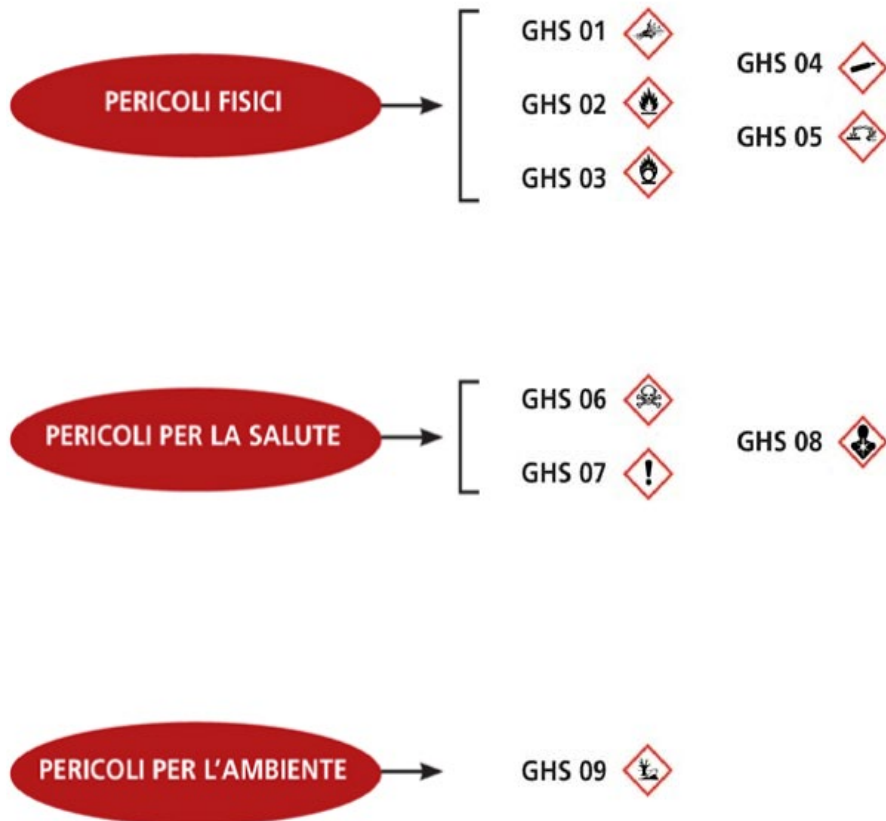 PERICOLI FISICI
GHS 01
GHS 02
GHS 03
GHS 04
GHS 05
PERICOLI PER LA SALUTE
GHS 06
GHS 07
GHS 08
PERICOLI PER L'AMBIENTE
GHS 09